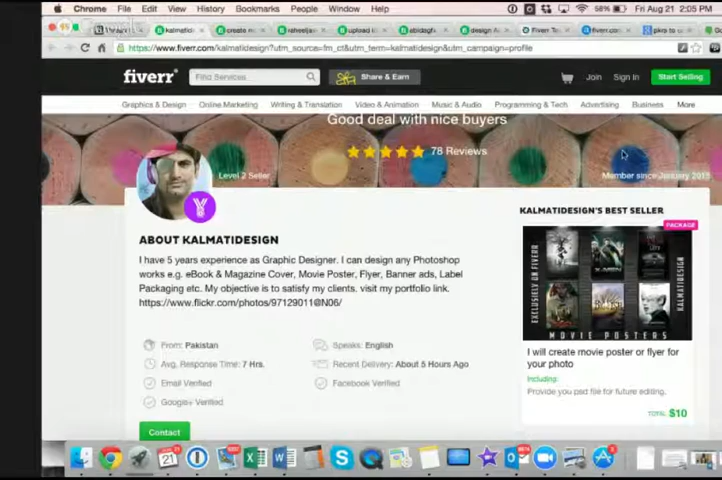 Chrome File Edit View History Bookmarks People Window Help 58% Fri Aug 21 2:05 PM
https://www.fiverr.com/kalmatidesign?utm_source=fm_ct&utm_term=kalmatidesign&utm_campaign=profile
fiverr Find Services Share & Earn Join Sign In Start Selling
Graphics & Design Online Marketing Writing & Translation Video & Animation Music & Audio Programming & Tech Advertising Business More
Good deal with nice buyers
78 Reviews
Level 2 Seller Member since January 2015
ABOUT KALMATIDESIGN
I have 5 years experience as Graphic Designer. I can design any Photoshop
works e.g. eBook & Magazine Cover, Movie Poster, Flyer, Banner ads, Label
Packaging etc. My objective is to satisfy my clients. visit my portfolio link.
https://www.flickr.com/photos/97129011@N06/
From: Pakistan Speaks: English
Avg. Response Time: 7 Hrs. Recent Delivery: About 5 Hours Ago
Email Verified Facebook Verified
Google+ Verified
Contact
KALMATIDESIGN'S BEST SELLER
PACKAGE
EXCLUSIVELY ON FIVERR
KALMATIDESIGN
MOVIE POSTERS
I will create movie poster or flyer for
your photo
Including:
Provide you psd file for future editing.
TOTAL $10